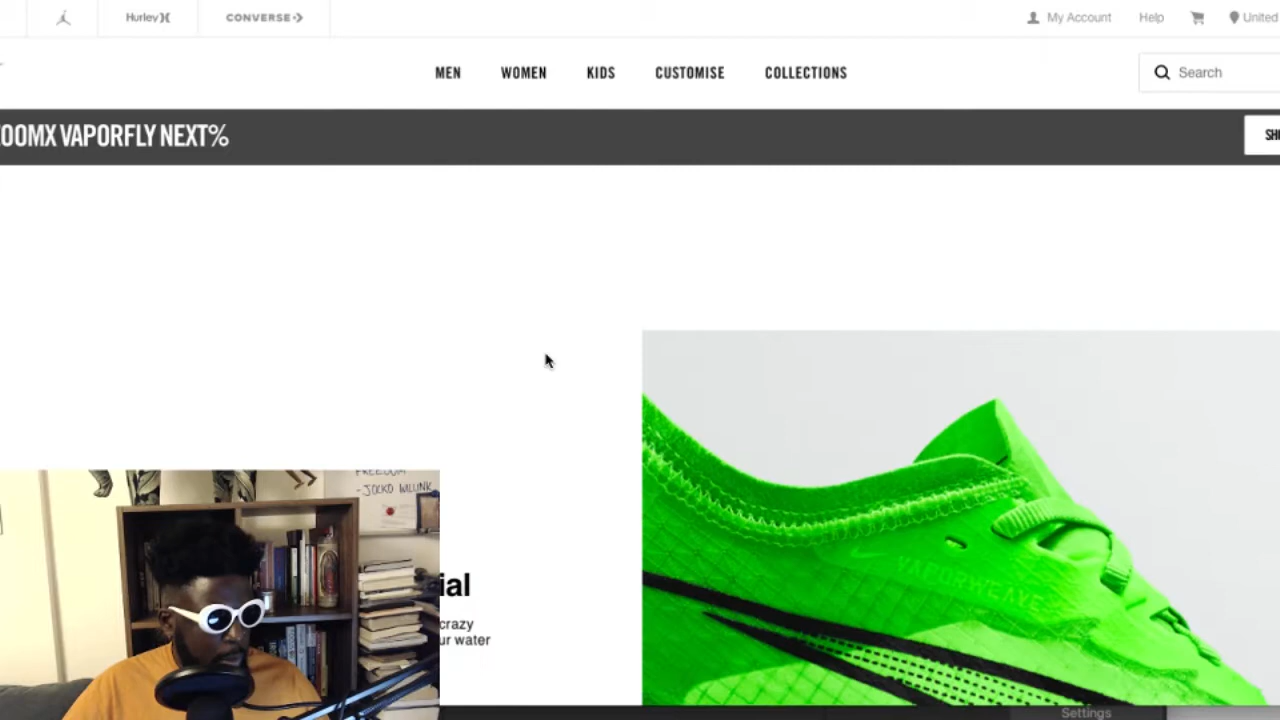 Hurley
CONVERSE
My Account
Help
United
MEN
WOMEN
KIDS
CUSTOMISE
COLLECTIONS
Search
OOMX VAPORFLY NEXT%
SH
FREEDOM
-JOCKO WILLINK
ial
crazy
ur water
VAPORWEAVE
Settings